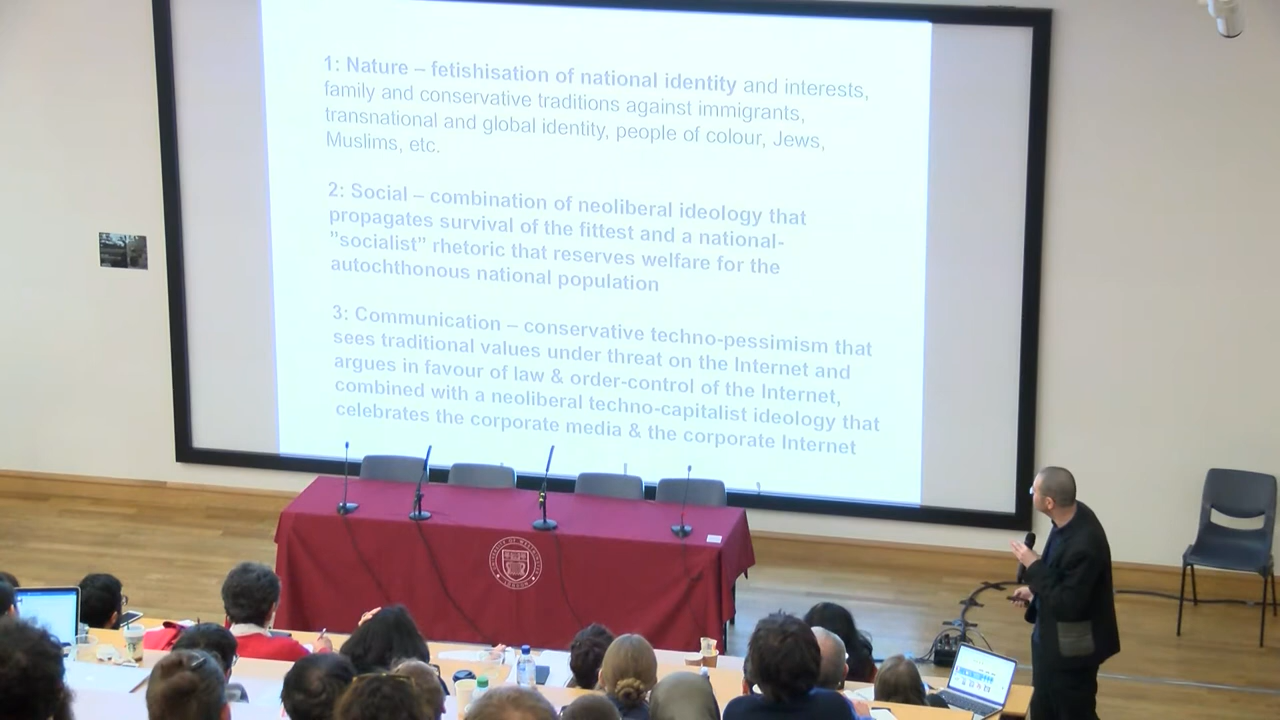 1: Nature – fetishisation of national identity and interests,
family and conservative traditions against immigrants,
transnational and global identity, people of colour, Jews,
Muslims, etc.
2: Social – combination of neoliberal ideology that
propagates survival of the fittest and a national-
”socialist” rhetoric that reserves welfare for the
autochthonous national population
3: Communication – conservative techno-pessimism that
sees traditional values under threat on the Internet and
argues in favour of law & order-control of the Internet,
combined with a neoliberal techno-capitalist ideology that
celebrates the corporate media & the corporate Internet